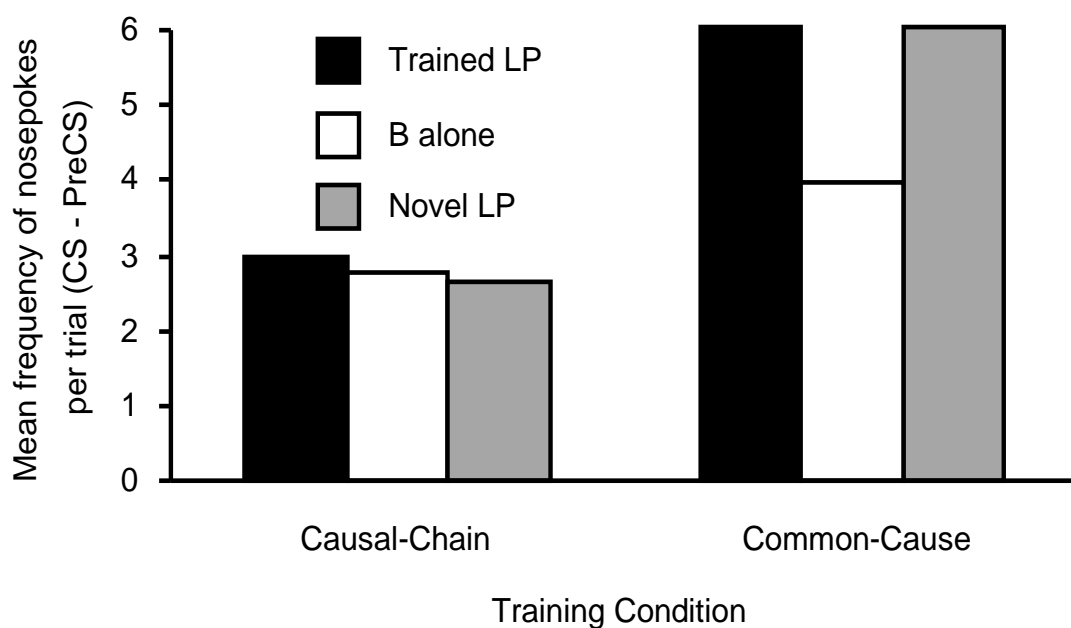 Mean frequency of nosepokes
per trial (CS - PreCS)
6
5
4
3
2
1
0
Trained LP
B alone
Novel LP
Causal-Chain
Common-Cause
Training Condition